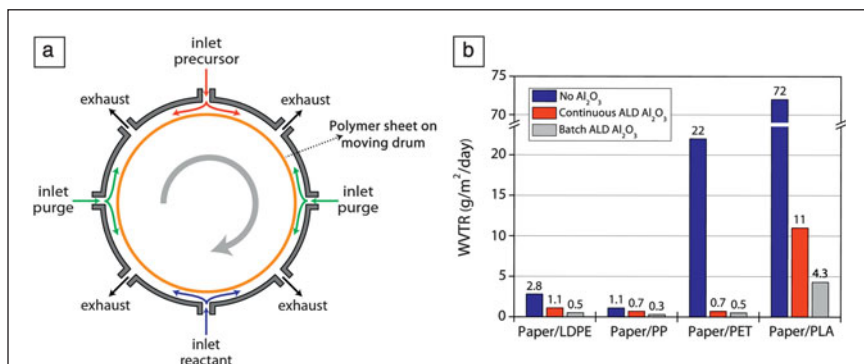 a
inlet
precursor
exhaust
exhaust
Polymer sheet on
moving drum
inlet
purge
inlet
purge
exhaust
exhaust
inlet
reactant
b
No Al₂O₃
Continuous ALD Al₂O₃
Batch ALD Al₂O₃
WVTR (g/m²/day)
75
70
20
15
10
5
0
2.8
1.1
0.5
1.1
0.7
0.3
22
0.7
0.5
72
11
4.3
Paper/LDPE
Paper/PP
Paper/PET
Paper/PLA